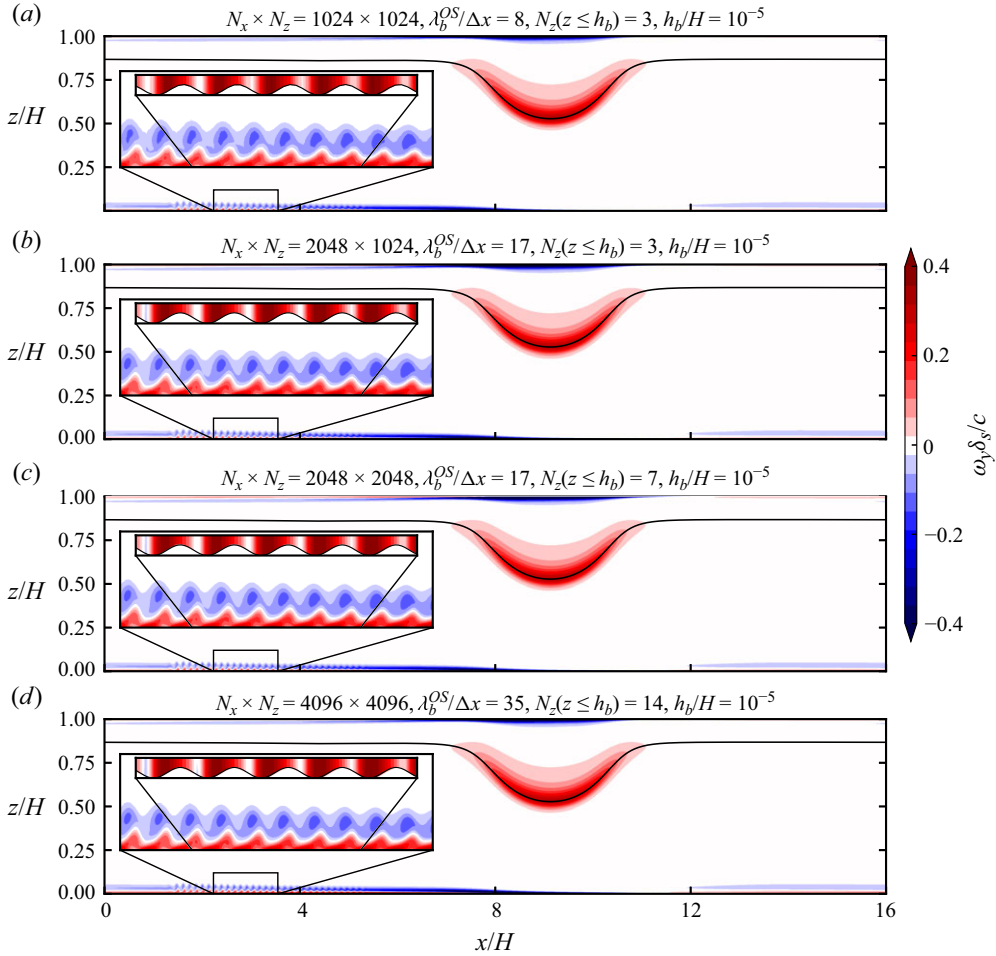 (a)
N_x × N_z = 1024 × 1024, λ_b^{OS}/Δx = 8, N_z(z ≤ h_b) = 3, h_b/H = 10^{−5}
1.00
0.75
z/H
0.50
0.25
4
8
12
16
(b)
N_x × N_z = 2048 × 1024, λ_b^{OS}/Δx = 17, N_z(z ≤ h_b) = 3, h_b/H = 10^{−5}
1.00
0.75
z/H
0.50
0.25
0.00
(c)
N_x × N_z = 2048 × 2048, λ_b^{OS}/Δx = 17, N_z(z ≤ h_b) = 7, h_b/H = 10^{−5}
1.00
0.75
z/H
0.50
0.25
0.00
(d)
N_x × N_z = 4096 × 4096, λ_b^{OS}/Δx = 35, N_z(z ≤ h_b) = 14, h_b/H = 10^{−5}
1.00
0.75
z/H
0.50
0.25
0.00
0
4
8
12
16
x/H
0.4
0.2
0
−0.2
−0.4
ω_y δ_s/c